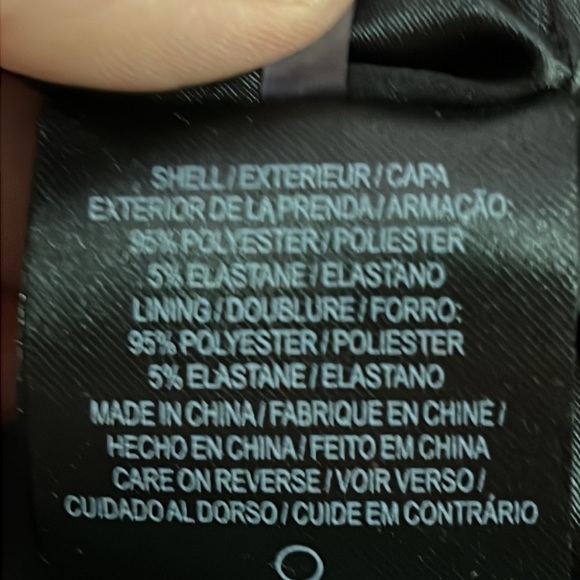 SHELL / EXTERIEUR / CAPA
EXTERIOR DE LA PRENDA / ARMAÇÃO:
95% POLYESTER / POLIESTER
5% ELASTANE / ELASTANO
LINING / DOUBLURE / FORRO:
95% POLYESTER / POLIESTER
5% ELASTANE / ELASTANO
MADE IN CHINA / FABRIQUE EN CHINE /
HECHO EN CHINA / FEITO EM CHINA
CARE ON REVERSE / VOIR VERSO /
CUIDADO AL DORSO / CUIDE EM CONTRÁRIO